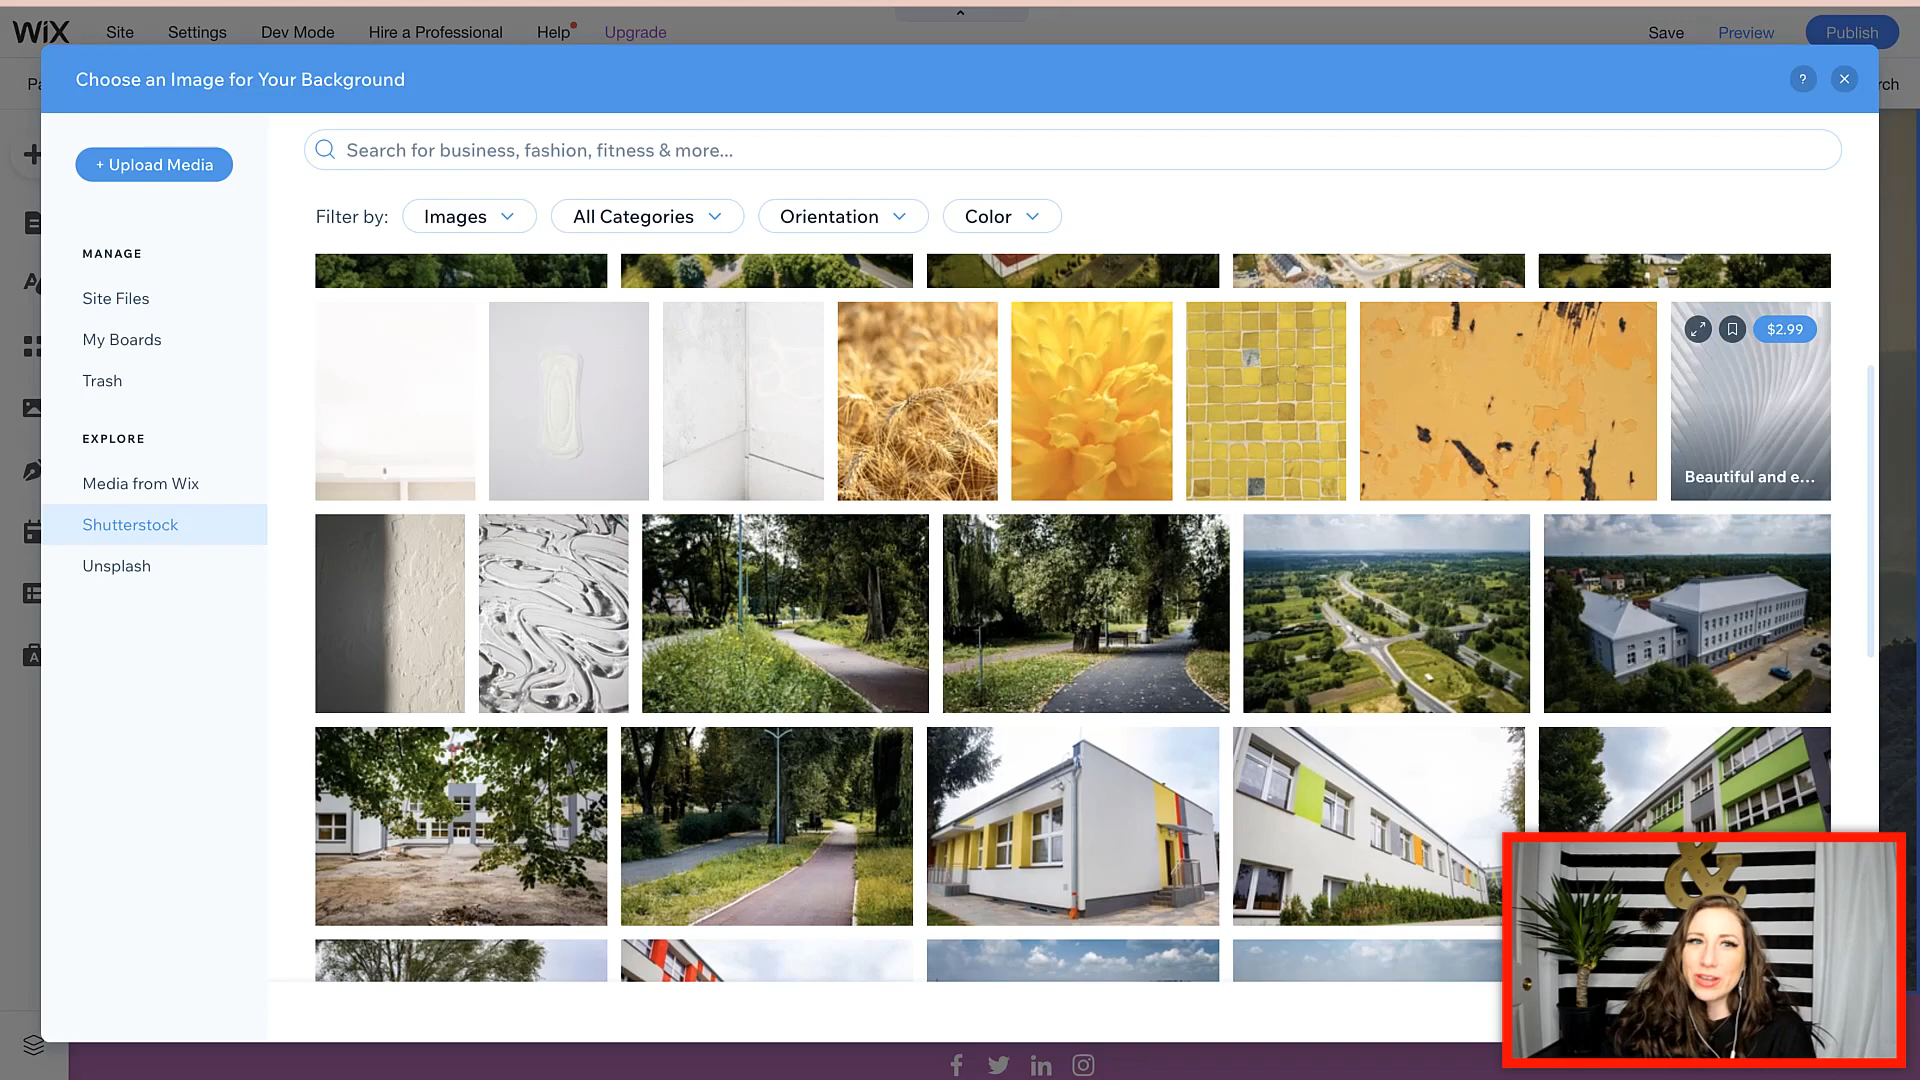 WiX
Site
Settings
Dev Mode
Hire a Professional
Help
Upgrade
Save
Preview
Publish
Choose an Image for Your Background
?
+ Upload Media
Search for business, fashion, fitness & more...
Filter by:
Images
All Categories
Orientation
Color
MANAGE
Site Files
My Boards
Trash
EXPLORE
Media from Wix
Shutterstock
Unsplash
$2.99
Beautiful and e...
&